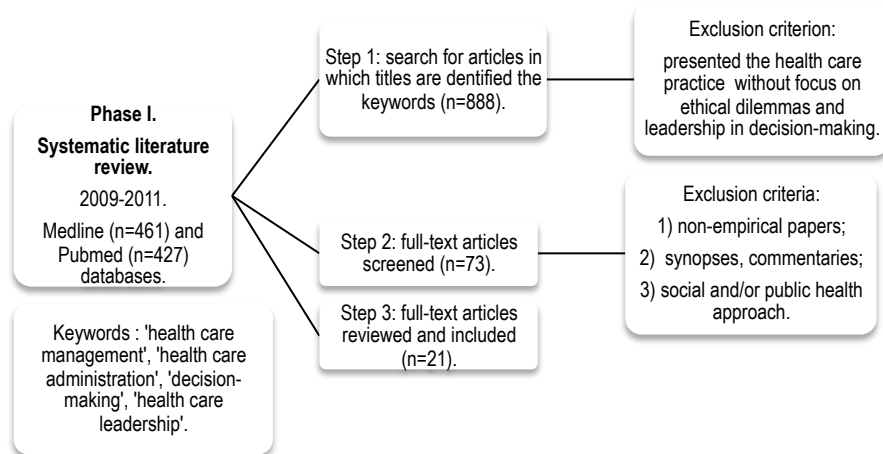 Phase I.
Systematic literature
review.
2009-2011.
Medline (n=461) and
Pubmed (n=427)
databases.
Keywords : 'health care
management', 'health care
administration', 'decision-
making', 'health care
leadership'.
Step 1: search for articles in
which titles are dentified the
keywords (n=888).
Step 2: full-text articles
screened (n=73).
Step 3: full-text articles
reviewed and included
(n=21).
Exclusion criterion:
presented the health care
practice without focus on
ethical dilemmas and
leadership in decision-making.
Exclusion criteria:
1) non-empirical papers;
2) synopses, commentaries;
3) social and/or public health
approach.